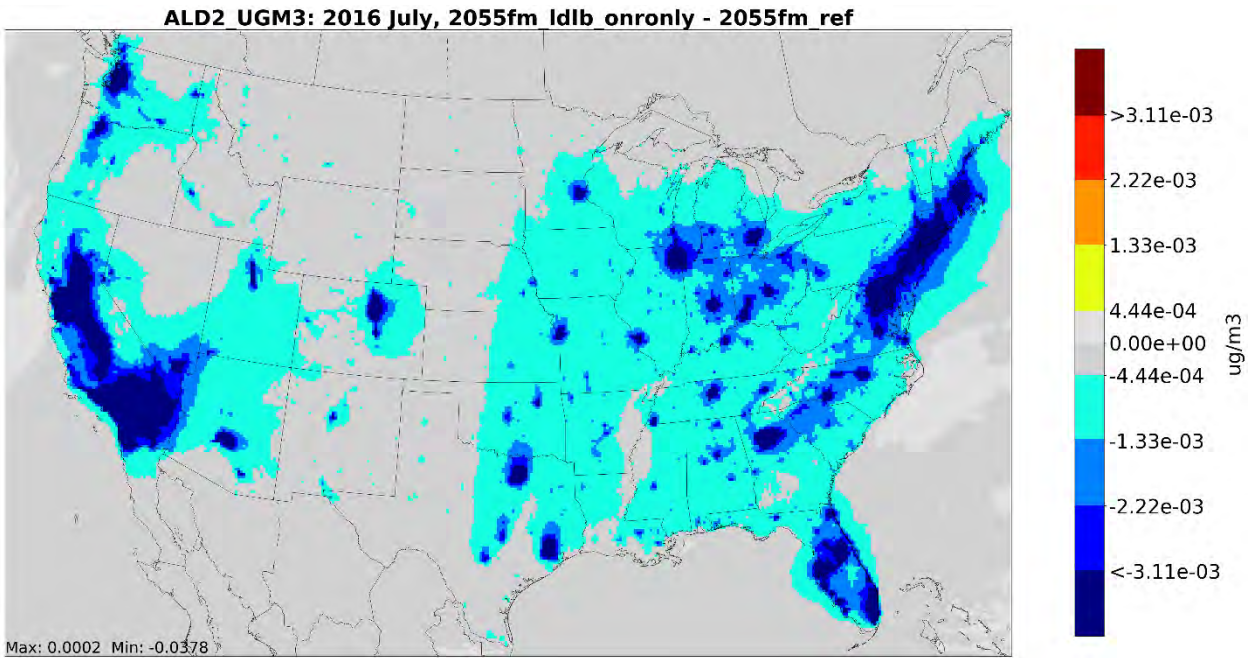 ALD2_UGM3: 2016 July, 2055fm_ldlb_onronly - 2055fm_ref
>3.11e-03
2.22e-03
1.33e-03
4.44e-04
0.00e+00
-4.44e-04
-1.33e-03
-2.22e-03
<-3.11e-03
ug/m3
Max: 0.0002 Min: -0.0378